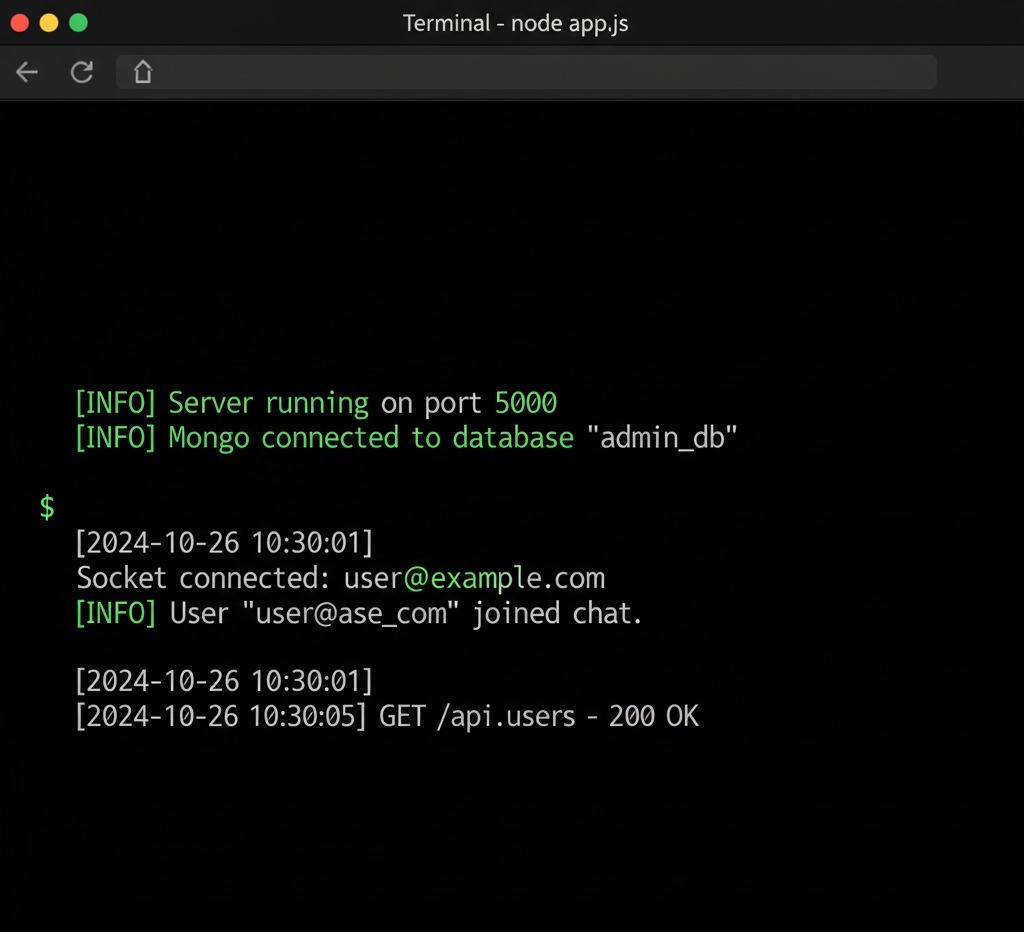 Terminal - node app.js
[INFO] Server running on port 5000
[INFO] Mongo connected to database "admin_db"
$
[2024-10-26 10:30:01]
Socket connected: user@example.com
[INFO] User "user@ase_com" joined chat.
[2024-10-26 10:30:01]
[2024-10-26 10:30:05] GET /api.users - 200 OK